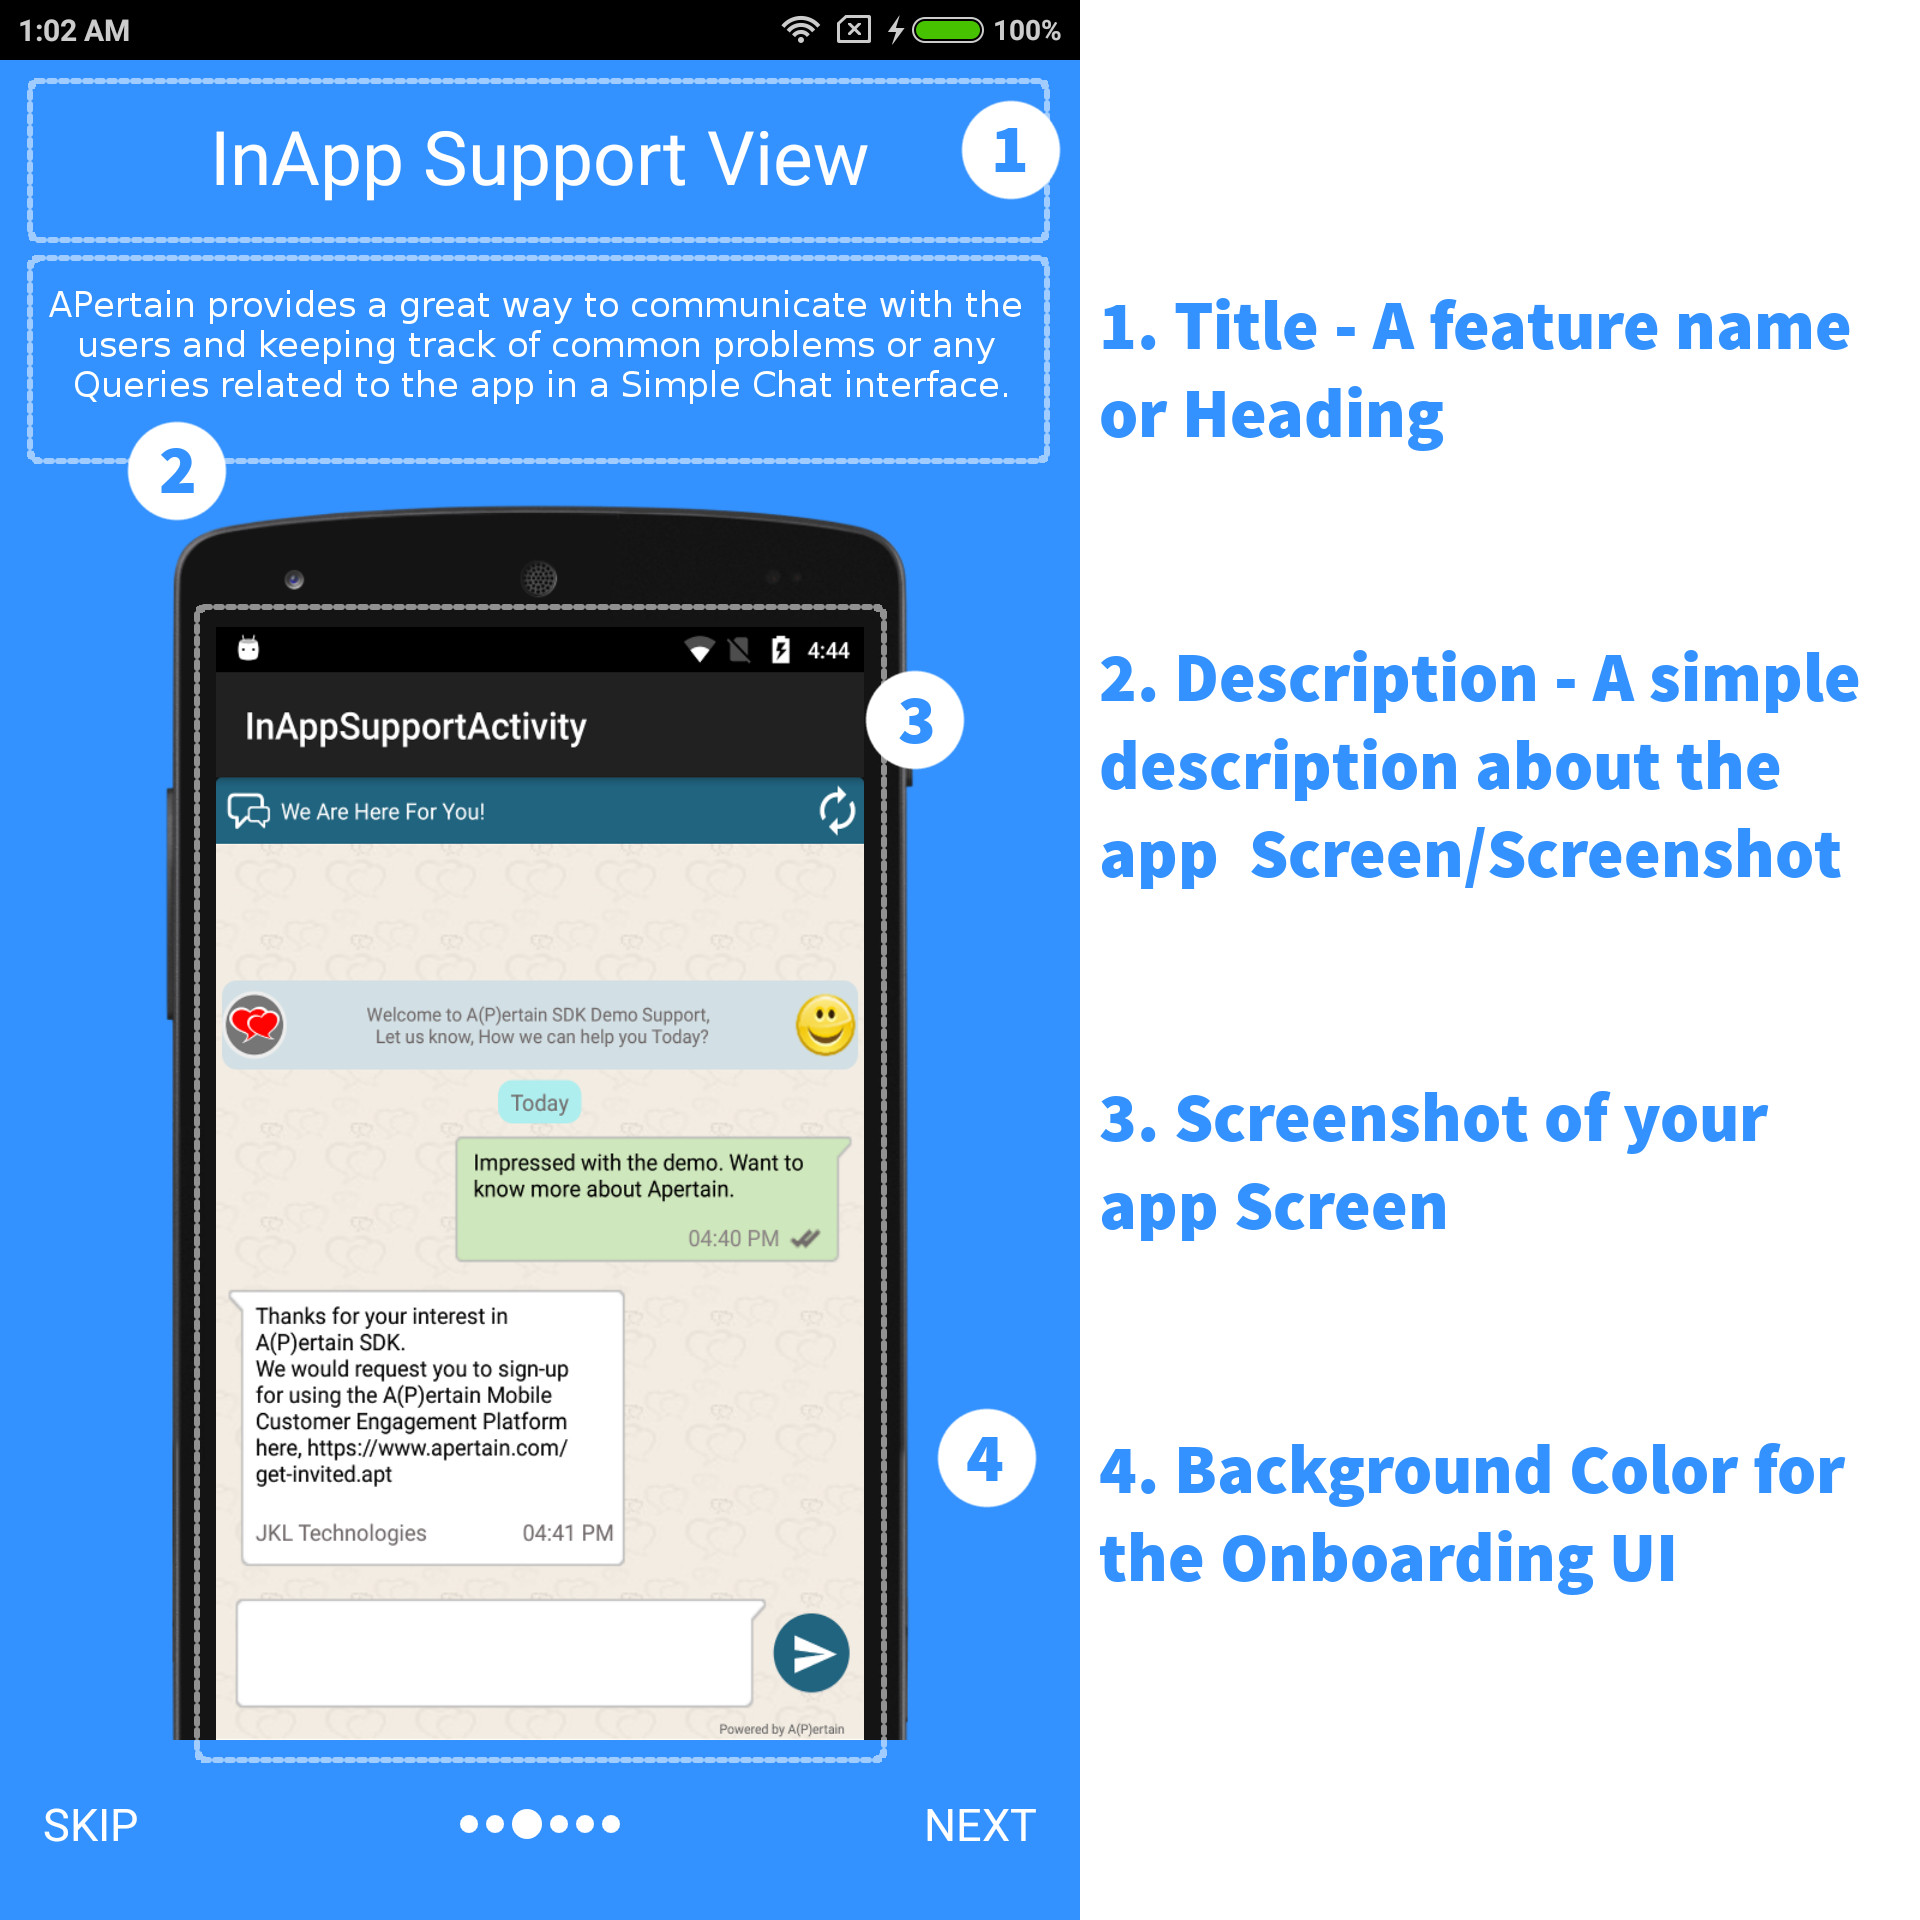 1:02 AM
100%
InApp Support View
1
APertain provides a great way to communicate with the
users and keeping track of common problems or any
Queries related to the app in a Simple Chat interface.
2
4:44
InAppSupportActivity
3
We Are Here For You!
Welcome to A(P)ertain SDK Demo Support,
Let us know, How we can help you Today?
Today
Impressed with the demo. Want to
know more about Apertain.
04:40 PM
Thanks for your interest in
A(P)ertain SDK.
We would request you to sign-up
for using the A(P)ertain Mobile
Customer Engagement Platform
here, https://www.apertain.com/
get-invited.apt
JKL Technologies 04:41 PM
4
Powered by A(P)ertain
SKIP
NEXT
1. Title - A feature name
or Heading
2. Description - A simple
description about the
app  Screen/Screenshot
3. Screenshot of your
app Screen
4. Background Color for
the Onboarding UI